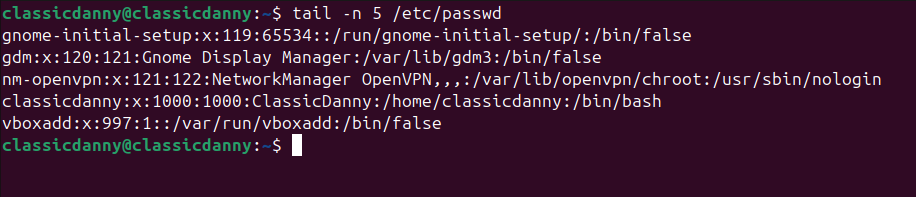 classicdanny@classicdanny:~$ tail -n 5 /etc/passwd
gnome-initial-setup:x:119:65534::/run/gnome-initial-setup/:/bin/false
gdm:x:120:121:Gnome Display Manager:/var/lib/gdm3:/bin/false
nm-openvpn:x:121:122:NetworkManager OpenVPN,,,:/var/lib/openvpn/chroot:/usr/sbin/nologin
classicdanny:x:1000:1000:ClassicDanny:/home/classicdanny:/bin/bash
vboxadd:x:997:1::/var/run/vboxadd:/bin/false
classicdanny@classicdanny:~$